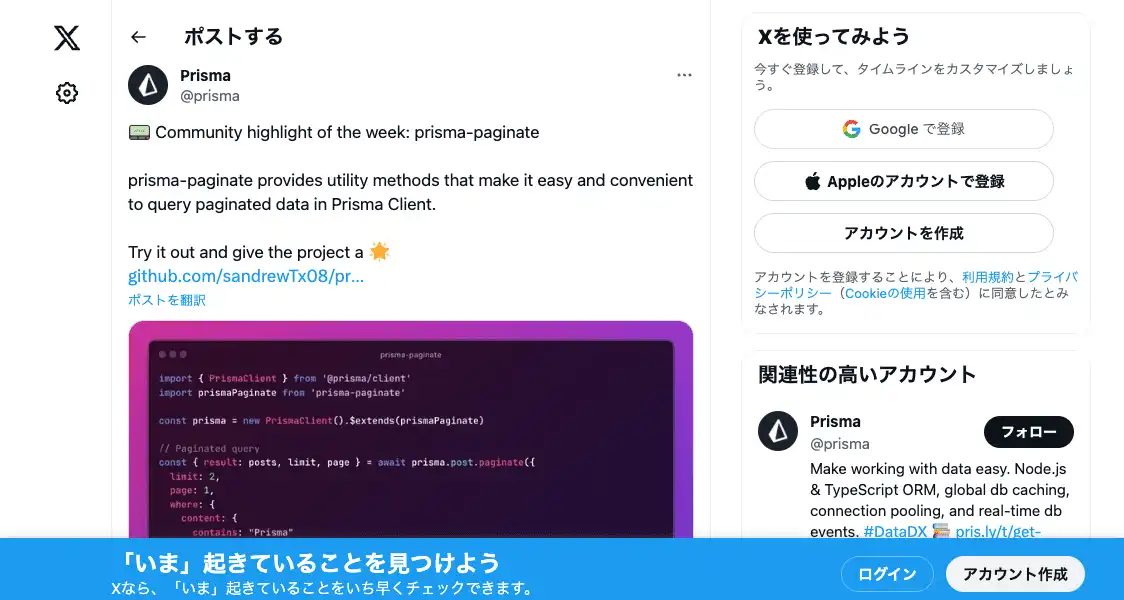 ポストする
Prisma
@prisma
Community highlight of the week: prisma-paginate
prisma-paginate provides utility methods that make it easy and convenient
to query paginated data in Prisma Client.
Try it out and give the project a
github.com/sandrewTx08/pr...
ポストを翻訳
prisma-paginate
import { PrismaClient } from '@prisma/client'
import prismaPaginate from 'prisma-paginate'
const prisma = new PrismaClient().$extends(prismaPaginate)
// Paginated query
const { result: posts, limit, page } = await prisma.post.paginate({
limit: 2,
page: 1,
where: {
content: {
contains: "Prisma"
Xを使ってみよう
今すぐ登録して、タイムラインをカスタマイズしましょ
う。
Google で登録
Appleのアカウントで登録
アカウントを作成
アカウントを登録することにより、利用規約とプライバ
シーポリシー（Cookieの使用を含む）に同意したとみ
なされます。
関連性の高いアカウント
Prisma
@prisma
フォロー
Make working with data easy. Node.js
& TypeScript ORM, global db caching,
connection pooling, and real-time db
events. #DataDX pris.ly/t/get-
「いま」起きていることを見つけよう
Xなら、「いま」起きていることをいち早くチェックできます。
ログイン
アカウント作成